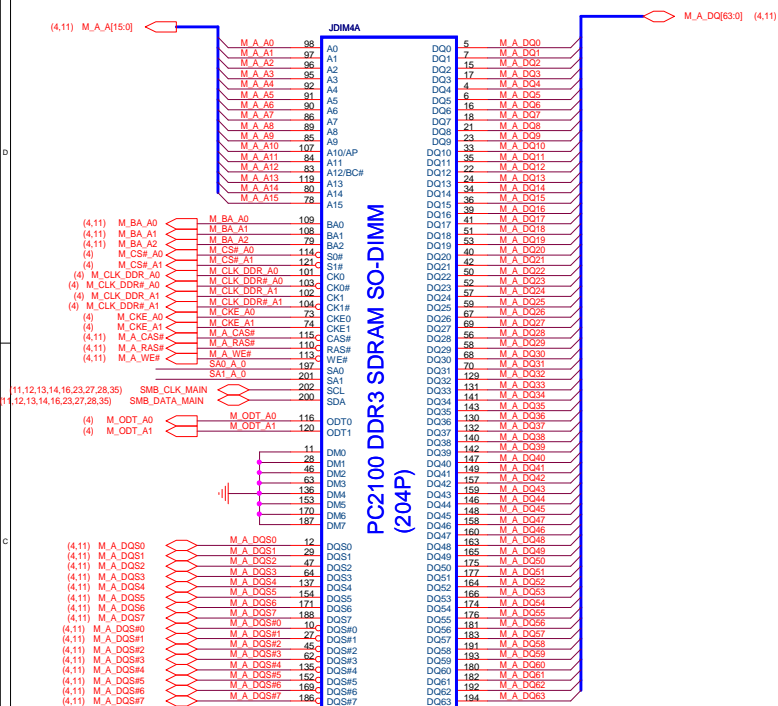 (4,11) M_A_A[15:0]
JDIM4A
M_A_DQ[63:0] (4,11)
M_A_A0 98 A0
M_A_A1 97 A1
M_A_A2 96 A2
M_A_A3 95 A3
M_A_A4 92 A4
M_A_A5 91 A5
M_A_A6 90 A6
M_A_A7 86 A7
M_A_A8 89 A8
M_A_A9 85 A9
M_A_A10 107 A10/AP
M_A_A11 84 A11
M_A_A12 83 A12/BC#
M_A_A13 119 A13
M_A_A14 80 A14
M_A_A15 78 A15
(4,11) M_BA_A0 M_BA_A0 109 BA0
(4,11) M_BA_A1 M_BA_A1 108 BA1
(4,11) M_BA_A2 M_BA_A2 79 BA2
(4) M_CS#_A0 M_CS#_A0 114 S0#
(4) M_CS#_A1 M_CS#_A1 121 S1#
(4) M_CLK_DDR_A0 M_CLK_DDR_A0 101 CK0
(4) M_CLK_DDR#_A0 M_CLK_DDR#_A0 103 CK0#
(4) M_CLK_DDR_A1 M_CLK_DDR_A1 102 CK1
(4) M_CLK_DDR#_A1 M_CLK_DDR#_A1 104 CK1#
(4) M_CKE_A0 M_CKE_A0 73 CKE0
(4) M_CKE_A1 M_CKE_A1 74 CKE1
(4,11) M_A_CAS# M_A_CAS# 115 CAS#
(4,11) M_A_RAS# M_A_RAS# 110 RAS#
(4,11) M_A_WE# M_A_WE# 113 WE#
SA0_A_0 197 SA0
SA1_A_0 201 SA1
(11,12,13,14,16,23,27,28,35) SMB_CLK_MAIN 202 SCL
11,12,13,14,16,23,27,28,35) SMB_DATA_MAIN 200 SDA
(4) M_ODT_A0 M_ODT_A0 116 ODT0
(4) M_ODT_A1 M_ODT_A1 120 ODT1
11 DM0
28 DM1
46 DM2
63 DM3
136 DM4
153 DM5
170 DM6
187 DM7
(4,11) M_A_DQS0 M_A_DQS0 12 DQS0
(4,11) M_A_DQS1 M_A_DQS1 29 DQS1
(4,11) M_A_DQS2 M_A_DQS2 47 DQS2
(4,11) M_A_DQS3 M_A_DQS3 64 DQS3
(4,11) M_A_DQS4 M_A_DQS4 137 DQS4
(4,11) M_A_DQS5 M_A_DQS5 154 DQS5
(4,11) M_A_DQS6 M_A_DQS6 171 DQS6
(4,11) M_A_DQS7 M_A_DQS7 188 DQS7
(4,11) M_A_DQS#0 M_A_DQS#0 10 DQS#0
(4,11) M_A_DQS#1 M_A_DQS#1 27 DQS#1
(4,11) M_A_DQS#2 M_A_DQS#2 45 DQS#2
(4,11) M_A_DQS#3 M_A_DQS#3 62 DQS#3
(4,11) M_A_DQS#4 M_A_DQS#4 135 DQS#4
(4,11) M_A_DQS#5 M_A_DQS#5 152 DQS#5
(4,11) M_A_DQS#6 M_A_DQS#6 169 DQS#6
(4,11) M_A_DQS#7 M_A_DQS#7 186 DQS#7
D
C
PC2100 DDR3 SDRAM SO-DIMM
(204P)
DQ0 5 M_A_DQ0
DQ1 7 M_A_DQ1
DQ2 15 M_A_DQ2
DQ3 17 M_A_DQ3
DQ4 4 M_A_DQ4
DQ5 6 M_A_DQ5
DQ6 16 M_A_DQ6
DQ7 18 M_A_DQ7
DQ8 21 M_A_DQ8
DQ9 23 M_A_DQ9
DQ10 33 M_A_DQ10
DQ11 35 M_A_DQ11
DQ12 22 M_A_DQ12
DQ13 24 M_A_DQ13
DQ14 34 M_A_DQ14
DQ15 36 M_A_DQ15
DQ16 39 M_A_DQ16
DQ17 41 M_A_DQ17
DQ18 51 M_A_DQ18
DQ19 53 M_A_DQ19
DQ20 40 M_A_DQ20
DQ21 42 M_A_DQ21
DQ22 50 M_A_DQ22
DQ23 52 M_A_DQ23
DQ24 57 M_A_DQ24
DQ25 59 M_A_DQ25
DQ26 67 M_A_DQ26
DQ27 69 M_A_DQ27
DQ28 56 M_A_DQ28
DQ29 58 M_A_DQ29
DQ30 68 M_A_DQ30
DQ31 70 M_A_DQ31
DQ32 129 M_A_DQ32
DQ33 131 M_A_DQ33
DQ34 141 M_A_DQ34
DQ35 143 M_A_DQ35
DQ36 130 M_A_DQ36
DQ37 132 M_A_DQ37
DQ38 140 M_A_DQ38
DQ39 142 M_A_DQ39
DQ40 147 M_A_DQ40
DQ41 149 M_A_DQ41
DQ42 157 M_A_DQ42
DQ43 159 M_A_DQ43
DQ44 146 M_A_DQ44
DQ45 148 M_A_DQ45
DQ46 158 M_A_DQ47
DQ47 160 M_A_DQ46
DQ48 163 M_A_DQ48
DQ49 165 M_A_DQ49
DQ50 175 M_A_DQ50
DQ51 177 M_A_DQ51
DQ52 164 M_A_DQ52
DQ53 166 M_A_DQ53
DQ54 174 M_A_DQ54
DQ55 176 M_A_DQ55
DQ56 181 M_A_DQ56
DQ57 183 M_A_DQ57
DQ58 191 M_A_DQ58
DQ59 193 M_A_DQ59
DQ60 180 M_A_DQ60
DQ61 182 M_A_DQ61
DQ62 192 M_A_DQ62
DQ63 194 M_A_DQ63